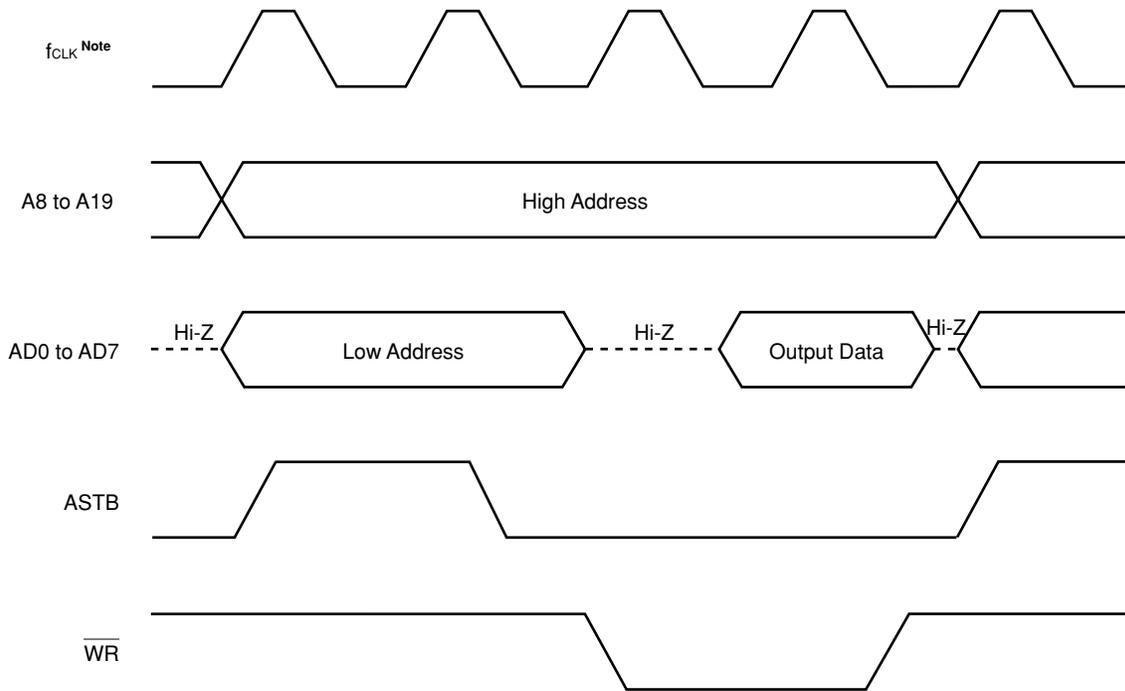 fCLK Note
A8 to A19
High Address
Hi-Z
Hi-Z
Hi-Z
AD0 to AD7
Low Address
Output Data
ASTB
WR